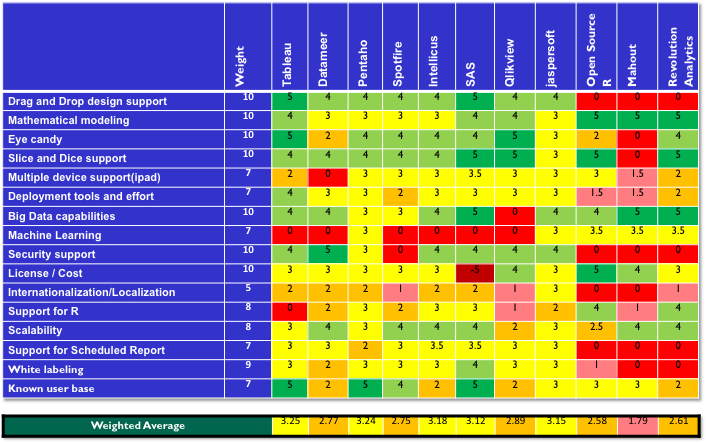 Weight Tableau Datameer Pentaho Spotfire Intellicus SAS Qlikview jaspersoft Open Source R Mahout Revolution Analytics
Drag and Drop design support 10 5 4 4 4 4 5 4 4 0 0 0
Mathematical modeling 10 4 3 3 3 3 4 4 3 5 5 5
Eye candy 10 5 2 4 4 4 4 5 3 2 0 4
Slice and Dice support 10 4 4 4 4 4 5 5 3 5 0 5
Multiple device support(ipad) 7 2 0 3 3 3 3.5 3 3 3 1.5 2
Deployment tools and effort 7 4 3 3 2 3 3 3 3 1.5 1.5 2
Big Data capabilities 10 4 4 3 3 4 5 0 4 4 5 5
Machine Learning 7 0 0 3 0 0 0 0 3 3.5 3.5 3.5
Security support 10 4 5 3 0 4 4 4 4 0 0 0
License / Cost 10 3 3 3 3 3 -5 4 3 5 4 3
Internationalization/Localization 5 2 2 2 1 2 2 1 3 0 0 1
Support for R 8 0 2 3 2 3 3 1 2 4 1 4
Scalability 8 3 4 3 4 4 4 2 3 2.5 4 4
Support for Scheduled Report 7 3 3 2 3 3.5 3.5 3 3 0 0 0
White labeling 9 3 2 3 3 3 4 3 3 1 0 0
Known user base 7 5 2 5 4 2 5 2 3 3 3 2
Weighted Average 3.25 2.77 3.24 2.75 3.18 3.12 2.89 3.15 2.58 1.79 2.61